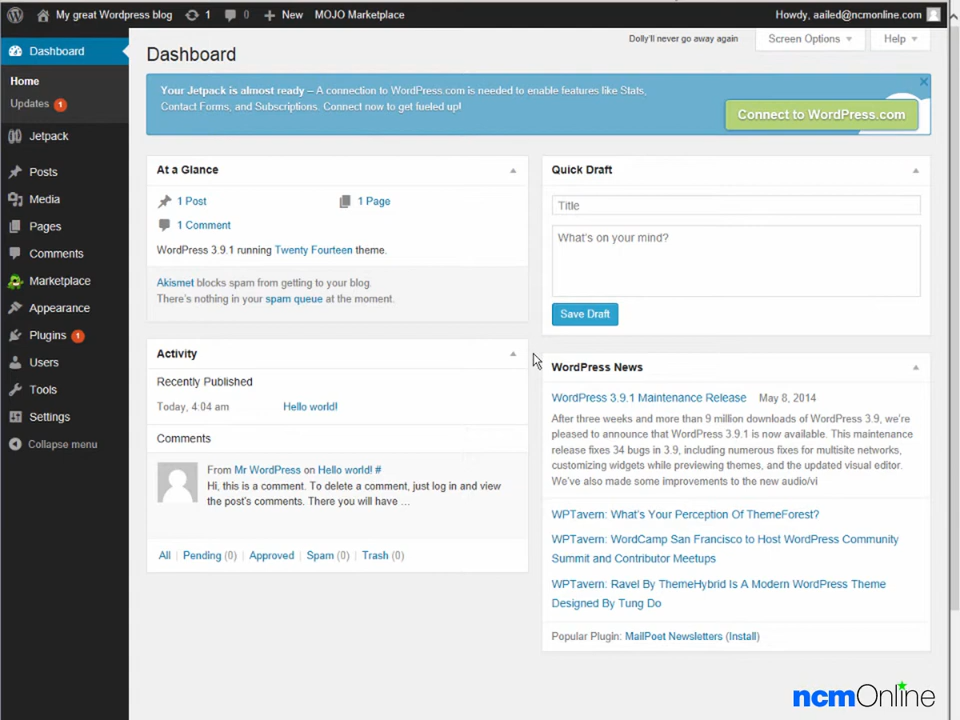 My great Wordpress blog 1 0 New MOJO Marketplace Howdy, aailed@ncmonline.com
Dashboard
Home
Updates 1
Jetpack
Posts
Media
Pages
Comments
Marketplace
Appearance
Plugins 1
Users
Tools
Settings
Collapse menu
Dolly'll never go away again Screen Options Help
Dashboard
Your Jetpack is almost ready – A connection to WordPress.com is needed to enable features like Stats,
Contact Forms, and Subscriptions. Connect now to get fueled up!
Connect to WordPress.com
At a Glance
1 Post 1 Page
1 Comment
WordPress 3.9.1 running Twenty Fourteen theme.
Akismet blocks spam from getting to your blog.
There's nothing in your spam queue at the moment.
Activity
Recently Published
Today, 4:04 am Hello world!
Comments
From Mr WordPress on Hello world! #
Hi, this is a comment. To delete a comment, just log in and view
the post's comments. There you will have ...
All | Pending (0) | Approved | Spam (0) | Trash (0)
Quick Draft
Title
What's on your mind?
Save Draft
WordPress News
WordPress 3.9.1 Maintenance Release May 8, 2014
After three weeks and more than 9 million downloads of WordPress 3.9, we're
pleased to announce that WordPress 3.9.1 is now available. This maintenance
release fixes 34 bugs in 3.9, including numerous fixes for multisite networks,
customizing widgets while previewing themes, and the updated visual editor.
We've also made some improvements to the new audio/vi
WPTavern: What's Your Perception Of ThemeForest?
WPTavern: WordCamp San Francisco to Host WordPress Community
Summit and Contributor Meetups
WPTavern: Ravel By ThemeHybrid Is A Modern WordPress Theme
Designed By Tung Do
Popular Plugin: MailPoet Newsletters (Install)
ncmOnline